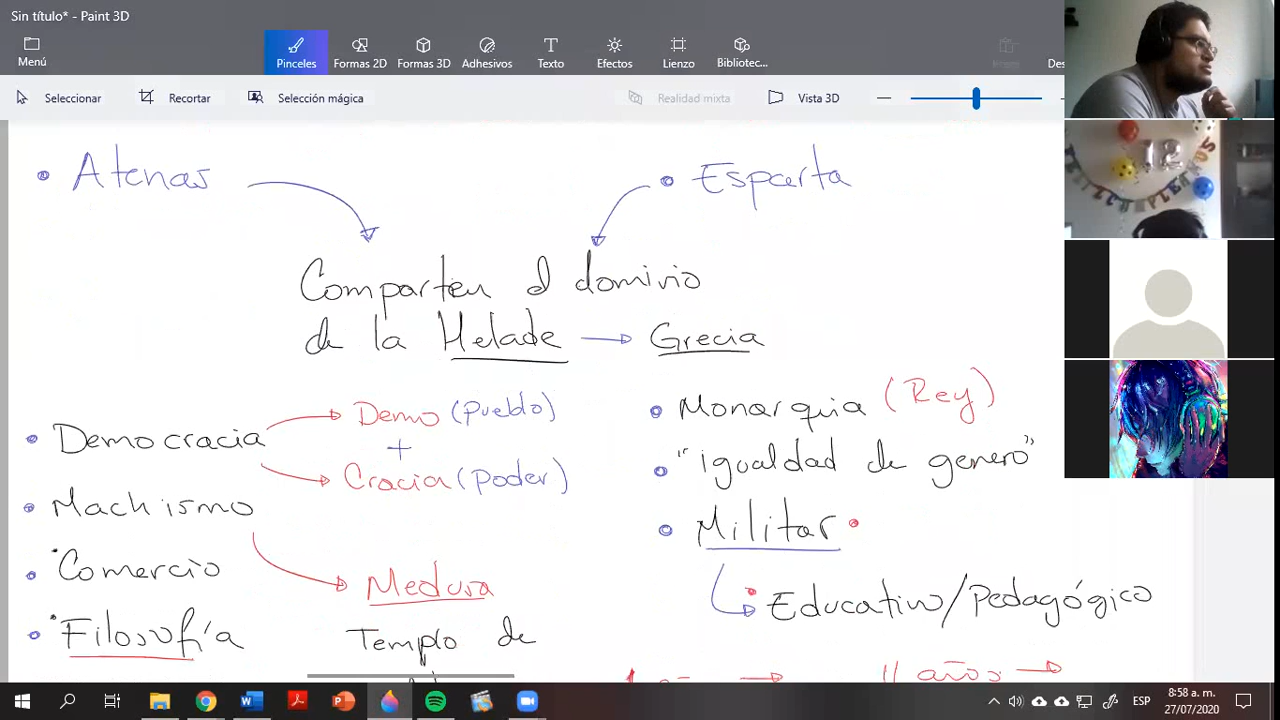 Sin título* - Paint 3D
Menú
Pinceles
Formas 2D
Formas 3D
Adhesivos
Texto
Efectos
Lienzo
Bibliotec...
Seleccionar
Recortar
Selección mágica
Realidad mixta
Vista 3D
12
Atenas
Esparta
Comparten el dominio
de la Helade → Grecia
Democracia
Demo (Pueblo)
+
Cracia (Poder)
Machismo
Comercio
Filosofía
Medusa
Templo de
Monarquia (Rey)
"igualdad de genero"
Militar
Educativo/Pedagógico
11 años
ESP
8:58 a. m.
27/07/2020